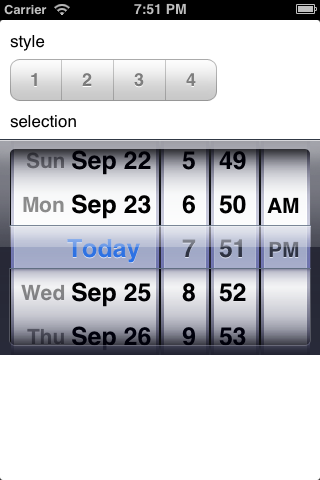 Carrier 7:51 PM
style
1 2 3 4
selection
Sun Sep 22 5 49
Mon Sep 23 6 50 AM
Today 7 51 PM
Wed Sep 25 8 52
Thu Sep 26 9 53